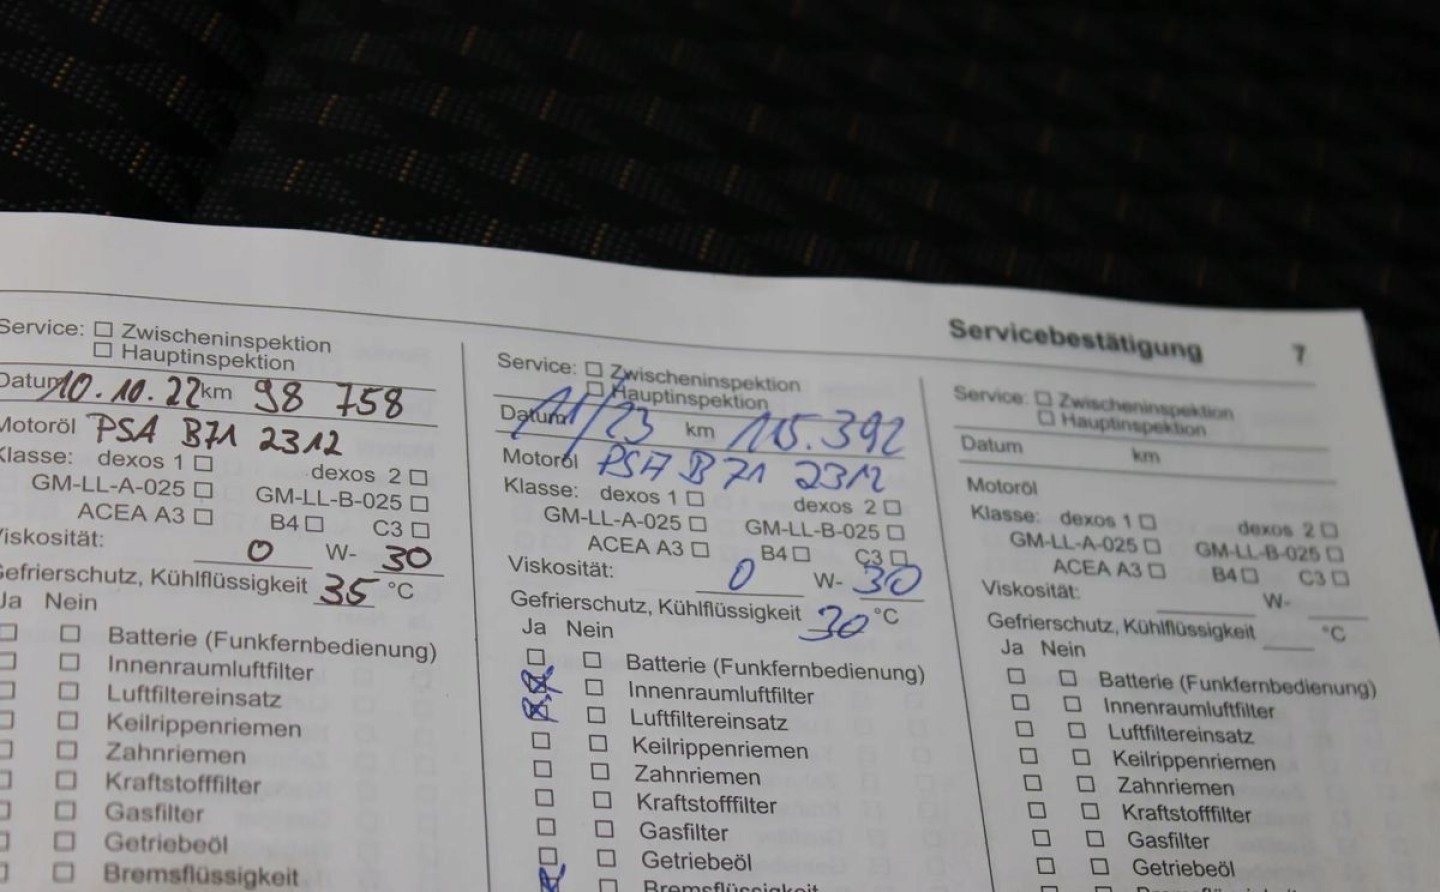 Servicebestätigung 7
Service: Zwischeninspektion
Hauptinspektion
Datum 10.10.22 km 98 758
Motoröl PSA B71 2312
Klasse: dexos 1 dexos 2
GM-LL-A-025 GM-LL-B-025
ACEA A3 B4 C3
Viskosität: 0 W- 30
Gefrierschutz, Kühlflüssigkeit 35 °C
Ja Nein
Batterie (Funkfernbedienung)
Innenraumluftfilter
Luftfiltereinsatz
Keilrippenriemen
Zahnriemen
Kraftstofffilter
Gasfilter
Getriebeöl
Bremsflüssigkeit
Service: Zwischeninspektion
Hauptinspektion
Datum 11/23 km 115.392
Motoröl PSA B71 2312
Klasse: dexos 1 dexos 2
GM-LL-A-025 GM-LL-B-025
ACEA A3 B4 C3
Viskosität: 0 W- 30
Gefrierschutz, Kühlflüssigkeit 30 °C
Ja Nein
Batterie (Funkfernbedienung)
Innenraumluftfilter
Luftfiltereinsatz
Keilrippenriemen
Zahnriemen
Kraftstofffilter
Gasfilter
Getriebeöl
Bremsflüssigkeit
Service: Zwischeninspektion
Hauptinspektion
Datum km
Motoröl
Klasse: dexos 1 dexos 2
GM-LL-A-025 GM-LL-B-025
ACEA A3 B4 C3
Viskosität: W-
Gefrierschutz, Kühlflüssigkeit °C
Ja Nein
Batterie (Funkfernbedienung)
Innenraumluftfilter
Luftfiltereinsatz
Keilrippenriemen
Zahnriemen
Kraftstofffilter
Gasfilter
Getriebeöl